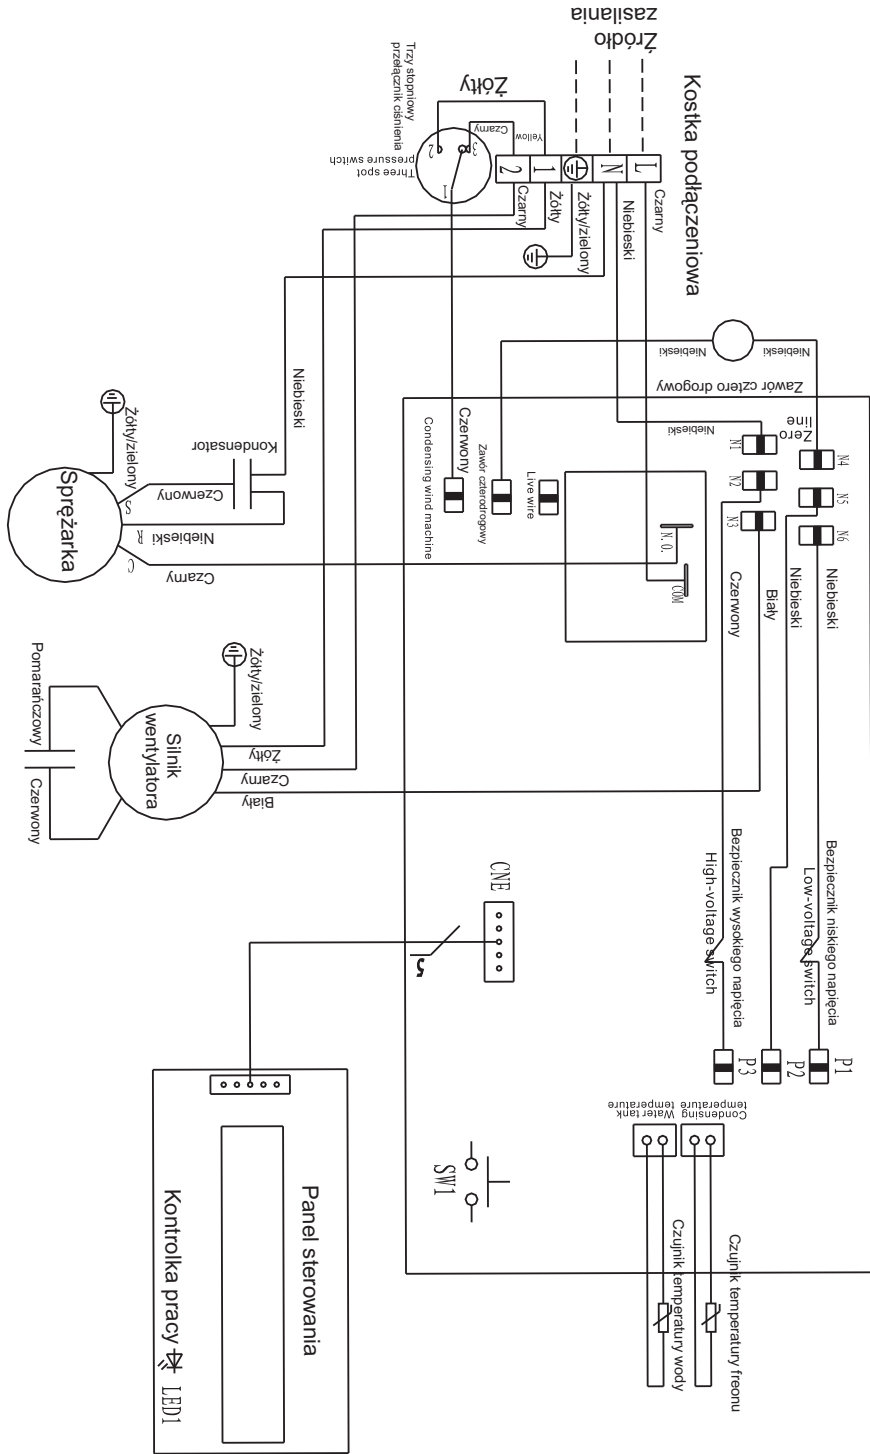 Źródło
zasilania
Kostka podłączeniowa
Trzy stopniowy
przełącznik ciśnienia
Żółty
Czarny
Yellow
2
3
1
Three spot
pressure switch
2
1
N
L
Czarny
Żółty
Żółty/zielony
Niebieski
Czarny
Niebieski
Niebieski
Niebieski
Zawór cztero drogowy
Niebieski
Zero
line
N1
N2
N3
N4
N5
N6
Czerwony
Condensing wind machine
Zawór czterodrogowy
Live wire
N.O.
COM
Żółty/zielony
Kondensator
Czerwony
S
Niebieski
R
Czarny
C
Sprężarka
Czerwony
Biały
Niebieski
Niebieski
Pomarańczowy
Czerwony
Silnik
wentylatora
Żółty/zielony
Żółty
Czarny
Biały
CNE
5
Bezpiecznik wysokiego napięcia
High-voltage switch
Bezpiecznik niskiego napięcia
Low-voltage switch
P3
P2
P1
Water tank
temperature
Condensing
temperature
SW1
Czujnik temperatury wody
Czujnik temperatury freonu
Panel sterowania
Kontrolka pracy
LED1